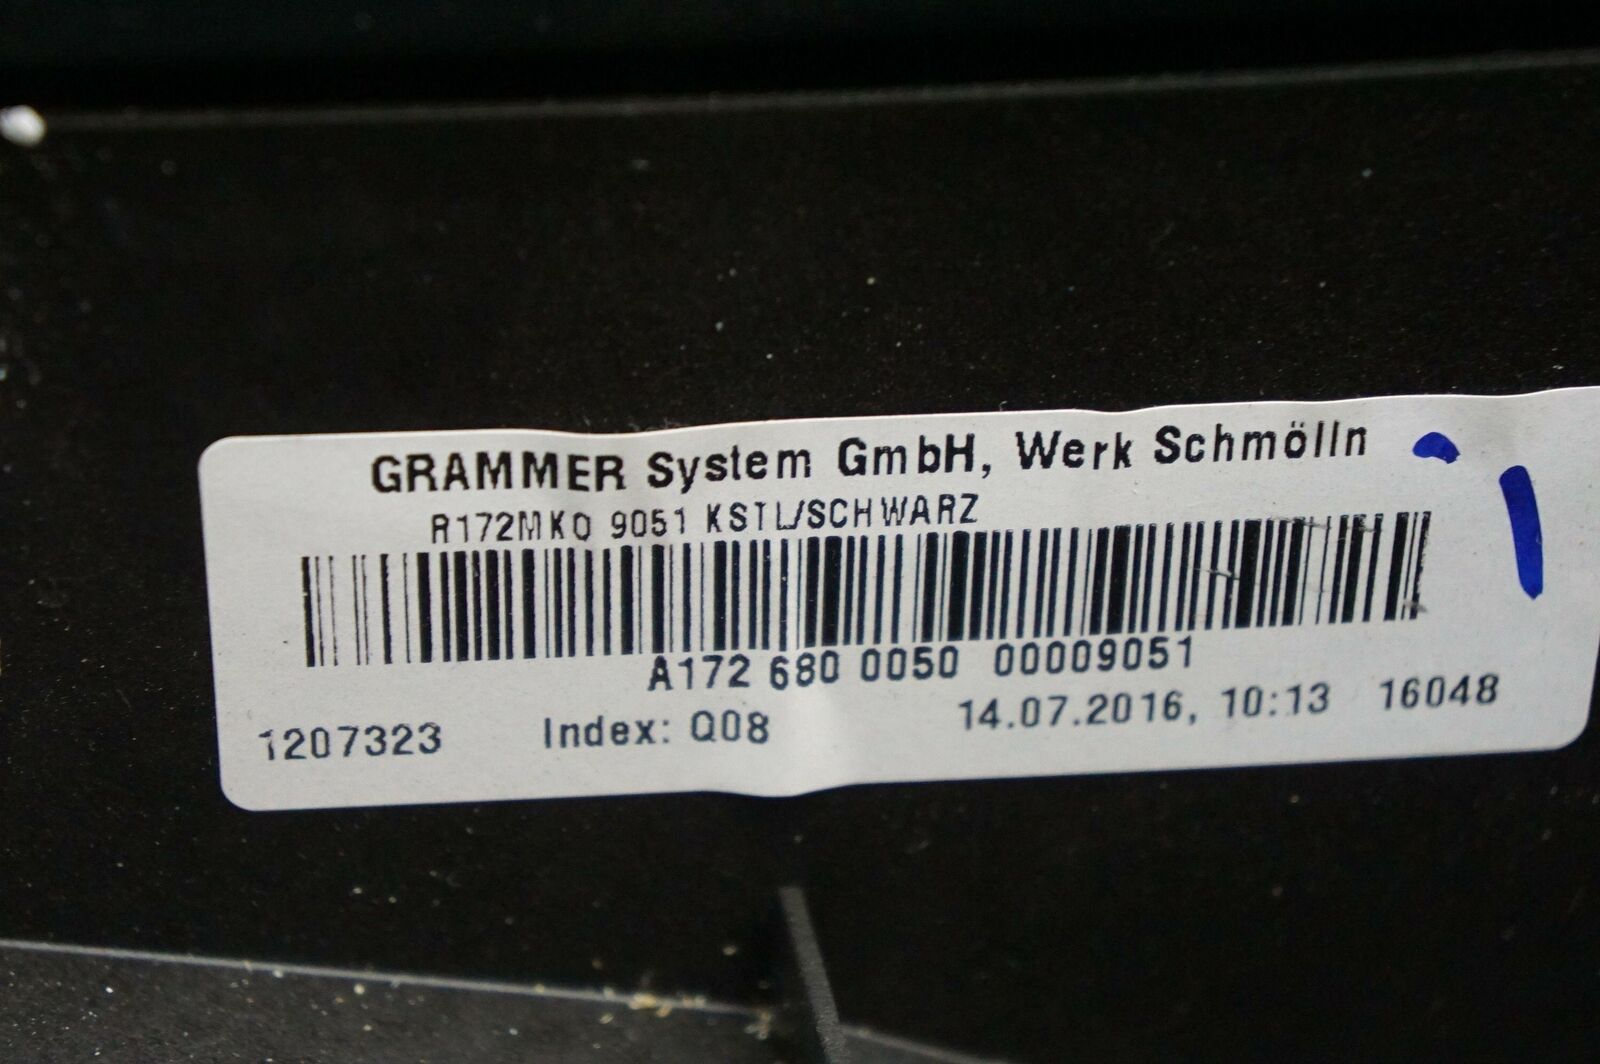 GRAMMER System GmbH, Werk Schmölln
R172MKO 9051 KSTL/SCHWARZ
A172 680 0050 00009051
1207323 Index: Q08 14.07.2016, 10:13 16048